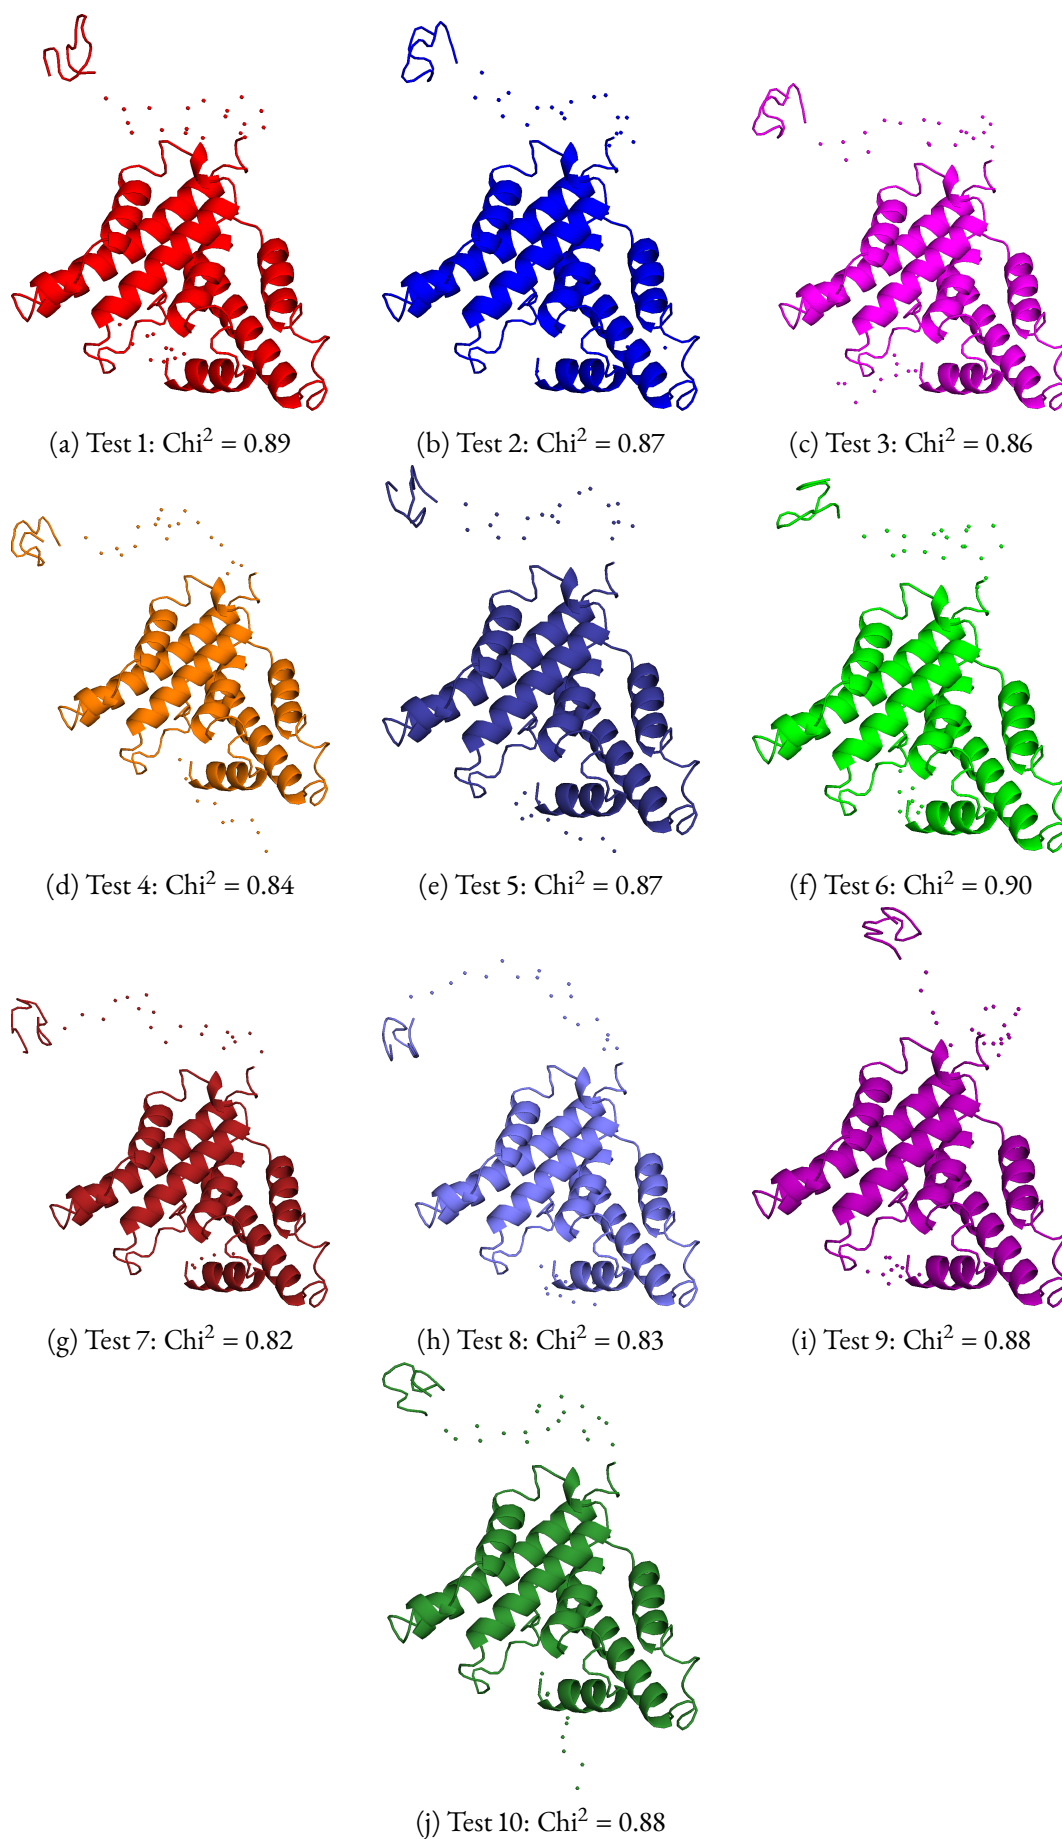 (a) Test 1: Chi² = 0.89
(b) Test 2: Chi² = 0.87
(c) Test 3: Chi² = 0.86
(d) Test 4: Chi² = 0.84
(e) Test 5: Chi² = 0.87
(f) Test 6: Chi² = 0.90
(g) Test 7: Chi² = 0.82
(h) Test 8: Chi² = 0.83
(i) Test 9: Chi² = 0.88
(j) Test 10: Chi² = 0.88